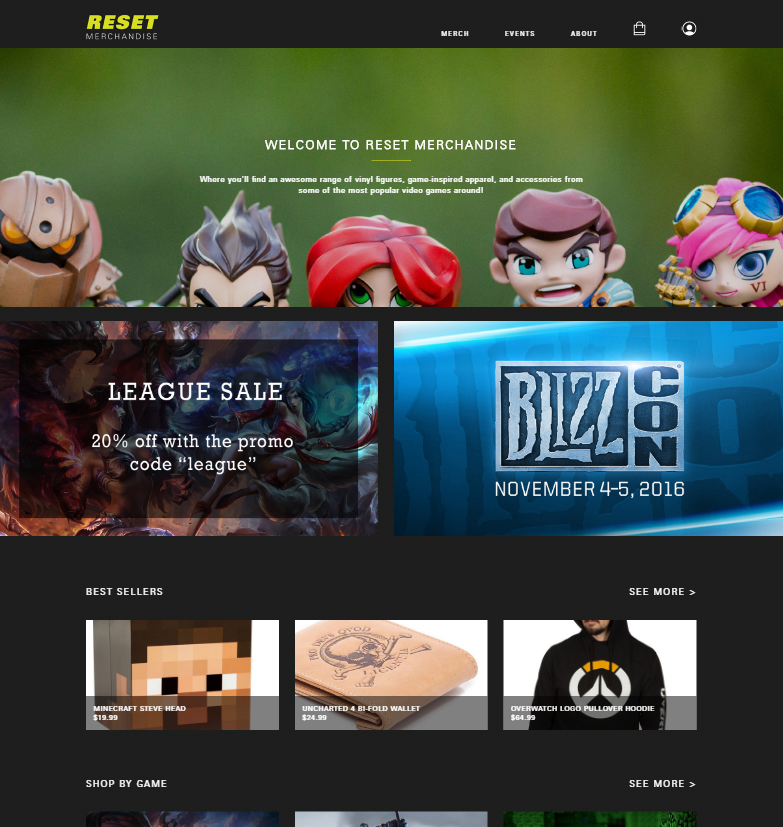 RESET
MERCHANDISE
MERCH
EVENTS
ABOUT
WELCOME TO RESET MERCHANDISE
Where you'll find an awesome range of vinyl figures, game-inspired apparel, and accessories from
some of the most popular video games around!
VI
LEAGUE SALE
20% off with the promo
code “league”
BLIZZ
CON
NOVEMBER 4-5, 2016
BEST SELLERS
SEE MORE >
PRO DEUS QVOD
LICENTIA
MINECRAFT STEVE HEAD
$19.99
UNCHARTED 4 BI-FOLD WALLET
$24.99
OVERWATCH LOGO PULLOVER HOODIE
$64.99
SHOP BY GAME
SEE MORE >